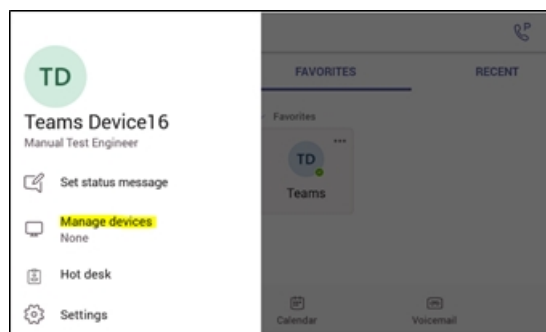 TD
Teams Device16
Manual Test Engineer
Set status message
Manage devices
None
Hot desk
Settings
P
FAVORITES
RECENT
Favorites
TD
Teams
Calendar
Voicemail